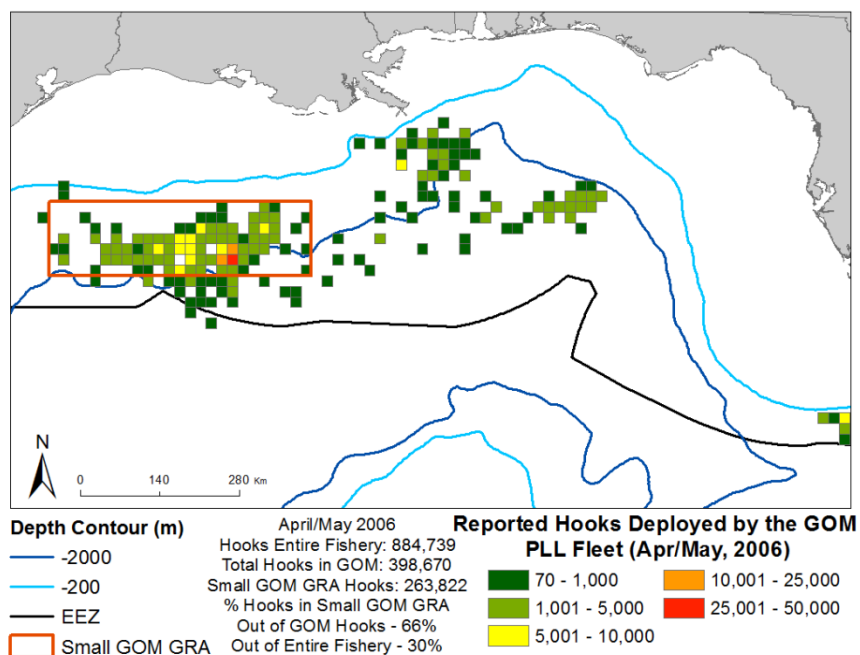 N
0 140 280 Km
Depth Contour (m)
-2000
-200
EEZ
Small GOM GRA
April/May 2006
Hooks Entire Fishery: 884,739
Total Hooks in GOM: 398,670
Small GOM GRA Hooks: 263,822
% Hooks in Small GOM GRA
Out of GOM Hooks - 66%
Out of Entire Fishery - 30%
Reported Hooks Deployed by the GOM
PLL Fleet (Apr/May, 2006)
70 - 1,000
1,001 - 5,000
5,001 - 10,000
10,001 - 25,000
25,001 - 50,000